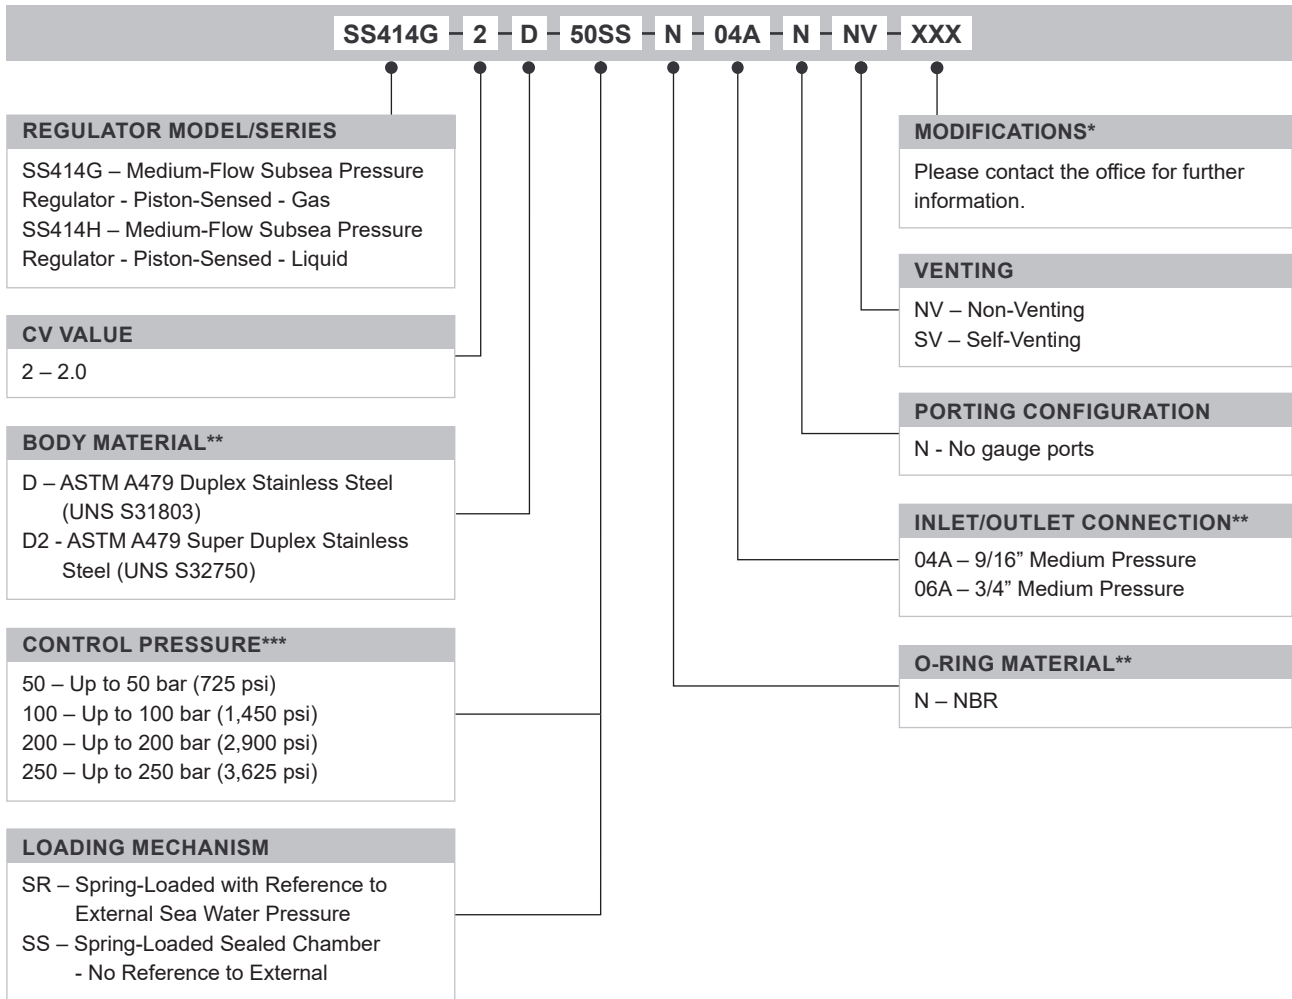 SS414G 2 D 50SS N 04A N NV XXX
REGULATOR MODEL/SERIES
SS414G – Medium-Flow Subsea Pressure
Regulator - Piston-Sensed - Gas
SS414H – Medium-Flow Subsea Pressure
Regulator - Piston-Sensed - Liquid
CV VALUE
2 – 2.0
BODY MATERIAL**
D – ASTM A479 Duplex Stainless Steel
(UNS S31803)
D2 - ASTM A479 Super Duplex Stainless
Steel (UNS S32750)
CONTROL PRESSURE***
50 – Up to 50 bar (725 psi)
100 – Up to 100 bar (1,450 psi)
200 – Up to 200 bar (2,900 psi)
250 – Up to 250 bar (3,625 psi)
LOADING MECHANISM
SR – Spring-Loaded with Reference to
External Sea Water Pressure
SS – Spring-Loaded Sealed Chamber
- No Reference to External
MODIFICATIONS*
Please contact the office for further
information.
VENTING
NV – Non-Venting
SV – Self-Venting
PORTING CONFIGURATION
N - No gauge ports
INLET/OUTLET CONNECTION**
04A – 9/16” Medium Pressure
06A – 3/4” Medium Pressure
O-RING MATERIAL**
N – NBR